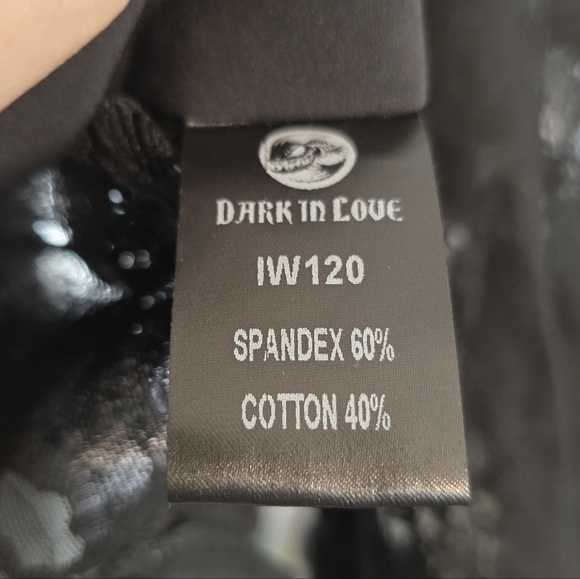 DARK IN LOVE
IW120
SPANDEX 60%
COTTON 40%